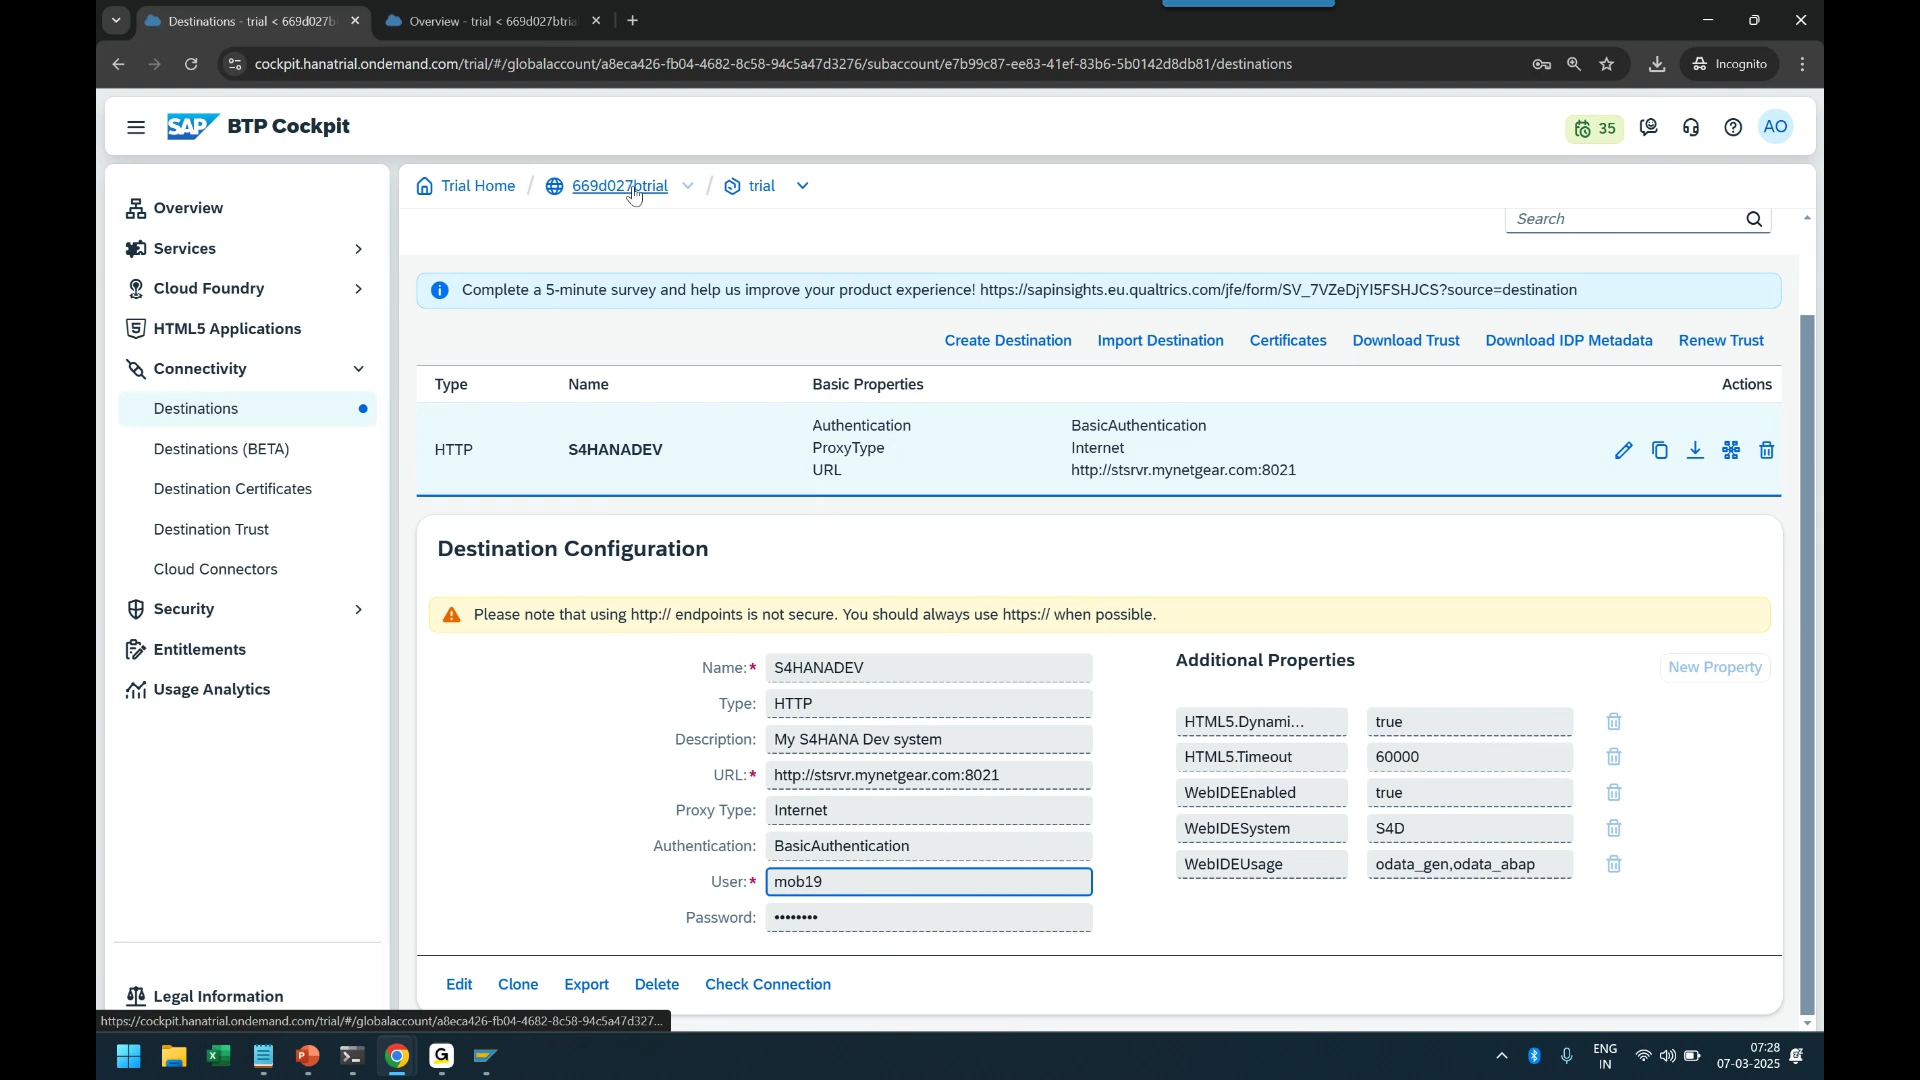 Destinations - trial < 669d027b
Overview - trial < 669d027btria
cockpit.hanatrial.ondemand.com/trial/#/globalaccount/a8eca426-fb04-4682-8c58-94c5a47d3276/subaccount/e7b99c87-ee83-41ef-83b6-5b0142d8db81/destinations
Incognito
SAP BTP Cockpit
35
AO
Overview
Services
Cloud Foundry
HTML5 Applications
Connectivity
Destinations
Destinations (BETA)
Destination Certificates
Destination Trust
Cloud Connectors
Security
Entitlements
Usage Analytics
Legal Information
Trial Home / 669d027btrial / trial
Search
Complete a 5-minute survey and help us improve your product experience! https://sapinsights.eu.qualtrics.com/jfe/form/SV_7VZeDjYI5FSHJCS?source=destination
Create Destination Import Destination Certificates Download Trust Download IDP Metadata Renew Trust
Type Name Basic Properties Actions
HTTP S4HANADEV
Authentication BasicAuthentication
ProxyType Internet
URL http://stsrvr.mynetgear.com:8021
Destination Configuration
Please note that using http:// endpoints is not secure. You should always use https:// when possible.
Name:* S4HANADEV
Type: HTTP
Description: My S4HANA Dev system
URL:* http://stsrvr.mynetgear.com:8021
Proxy Type: Internet
Authentication: BasicAuthentication
User:* mob19
Password: ••••••••
Additional Properties
New Property
HTML5.Dynami... true
HTML5.Timeout 60000
WebIDEEnabled true
WebIDESystem S4D
WebIDEUsage odata_gen,odata_abap
Edit Clone Export Delete Check Connection
https://cockpit.hanatrial.ondemand.com/trial/#/globalaccount/a8eca426-fb04-4682-8c58-94c5a47d327...
ENG
IN
07:28
07-03-2025